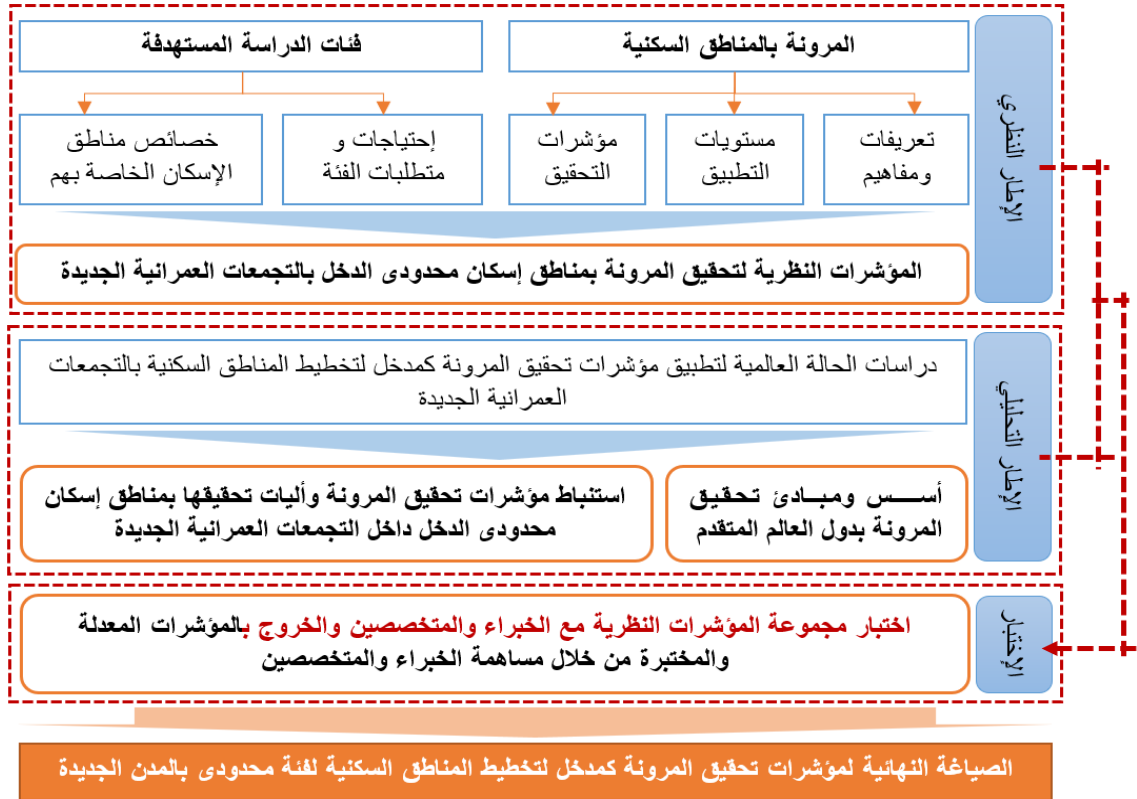 الإطار النظري
المرونة بالمناطق السكنية
فئات الدراسة المستهدفة
تعريفات
ومفاهيم
مستويات
التطبيق
مؤشرات
التحقيق
إحتياجات و
متطلبات الفئة
خصائص مناطق
الإسكان الخاصة بهم
المؤشرات النظرية لتحقيق المرونة بمناطق إسكان محدودى الدخل بالتجمعات العمرانية الجديدة
الإطار التحليلي
دراسات الحالة العالمية لتطبيق مؤشرات تحقيق المرونة كمدخل لتخطيط المناطق السكنية بالتجمعات
العمرانية الجديدة
أســـس ومبـــادئ تحقـيق
المرونة بدول العالم المتقدم
استنباط مؤشرات تحقيق المرونة وأليات تحقيقها بمناطق إسكان
محدودى الدخل داخل التجمعات العمرانية الجديدة
الإختبار
اختبار مجموعة المؤشرات النظرية مع الخبراء والمتخصصين والخروج بالمؤشرات المعدلة
والمختبرة من خلال مساهمة الخبراء والمتخصصين
الصياغة النهائية لمؤشرات تحقيق المرونة كمدخل لتخطيط المناطق السكنية لفئة محدودى بالمدن الجديدة